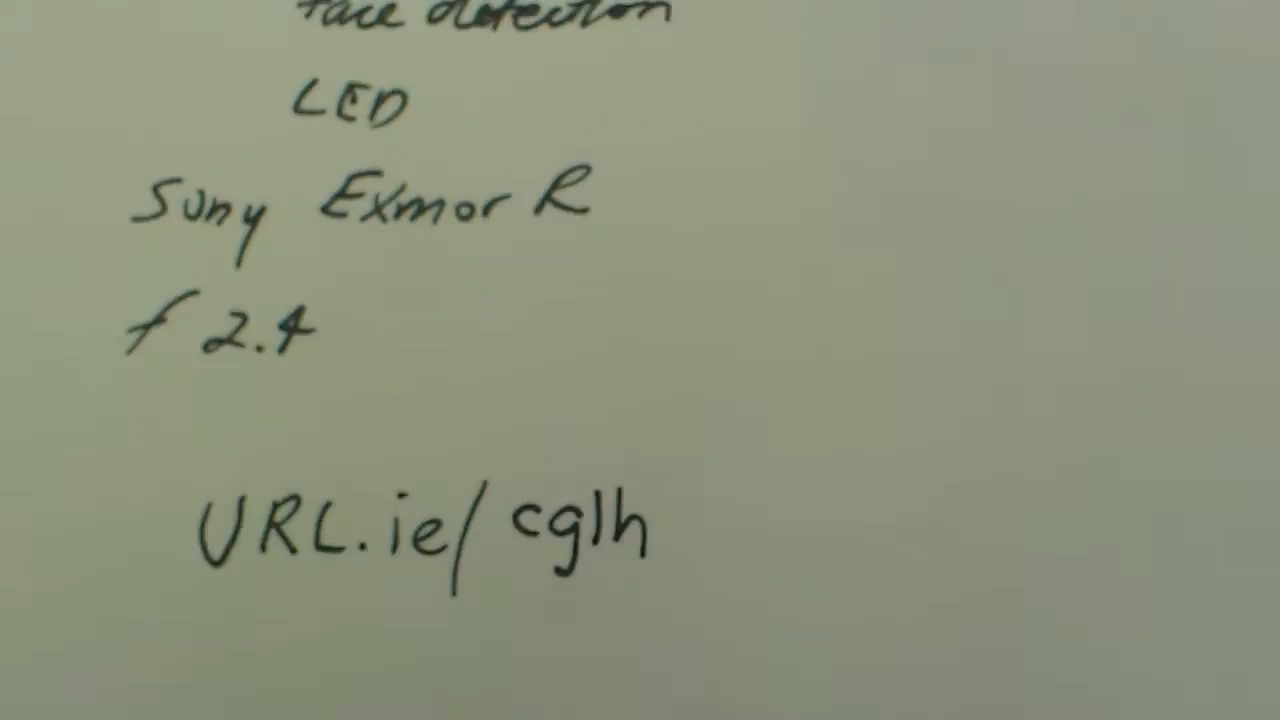 face detection
LED
Sony Exmor R
f 2.4
URL.ie/cglh